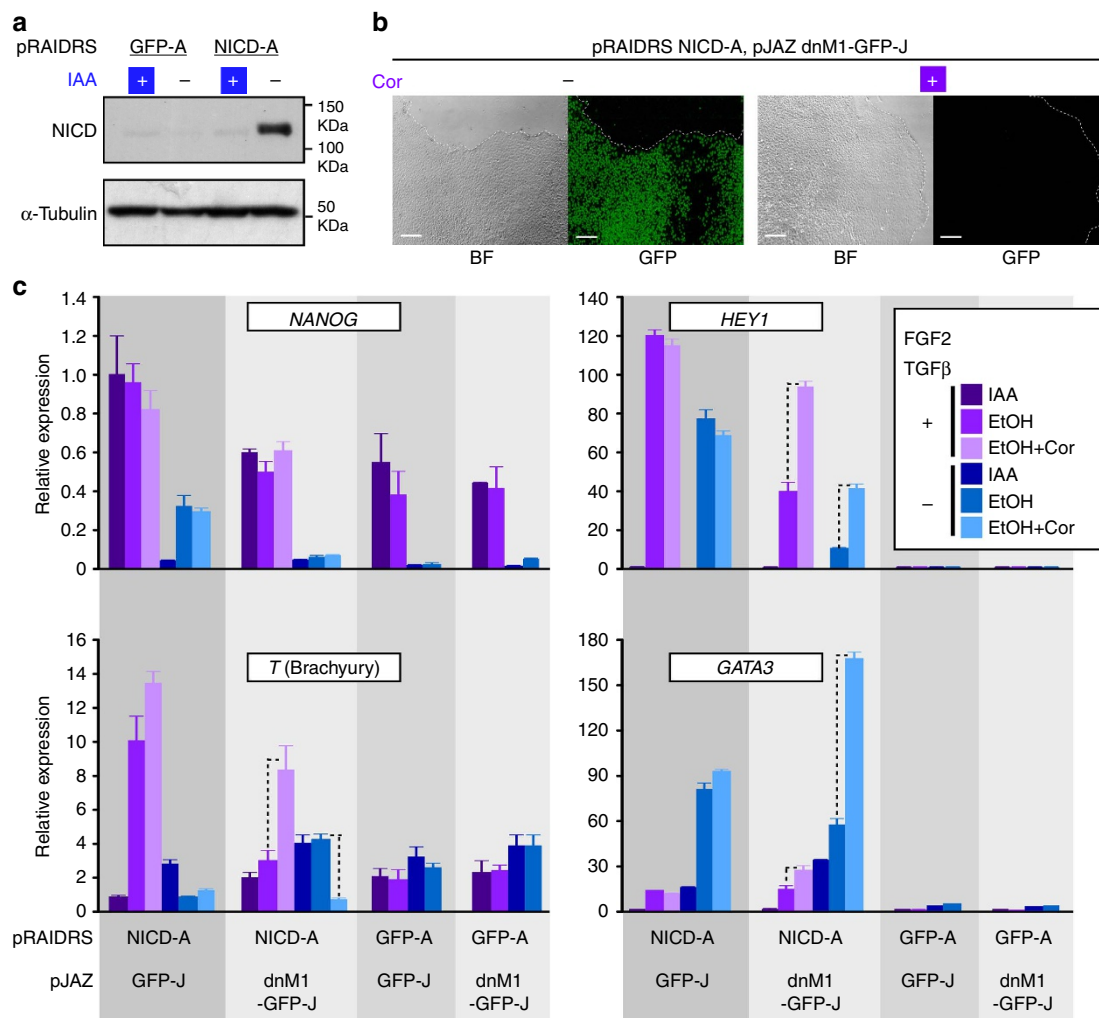 a
pRAIDRS GFP-A NICD-A
IAA + – + –
NICD
150
KDa
100
KDa
α-Tubulin
50
KDa
b
pRAIDRS NICD-A, pJAZ dnM1-GFP-J
Cor – +
BF GFP BF GFP
c
NANOG
Relative expression
1.4
1.2
1.0
0.8
0.6
0.4
0.2
0
HEY1
140
120
100
80
60
40
20
0
FGF2
TGFβ
+
IAA
EtOH
EtOH+Cor
–
IAA
EtOH
EtOH+Cor
T (Brachyury)
Relative expression
16
14
12
10
8
6
4
2
0
GATA3
180
150
120
90
60
30
0
pRAIDRS NICD-A NICD-A GFP-A GFP-A NICD-A NICD-A GFP-A GFP-A
pJAZ GFP-J dnM1 GFP-J dnM1 GFP-J dnM1 GFP-J dnM1
-GFP-J -GFP-J -GFP-J -GFP-J